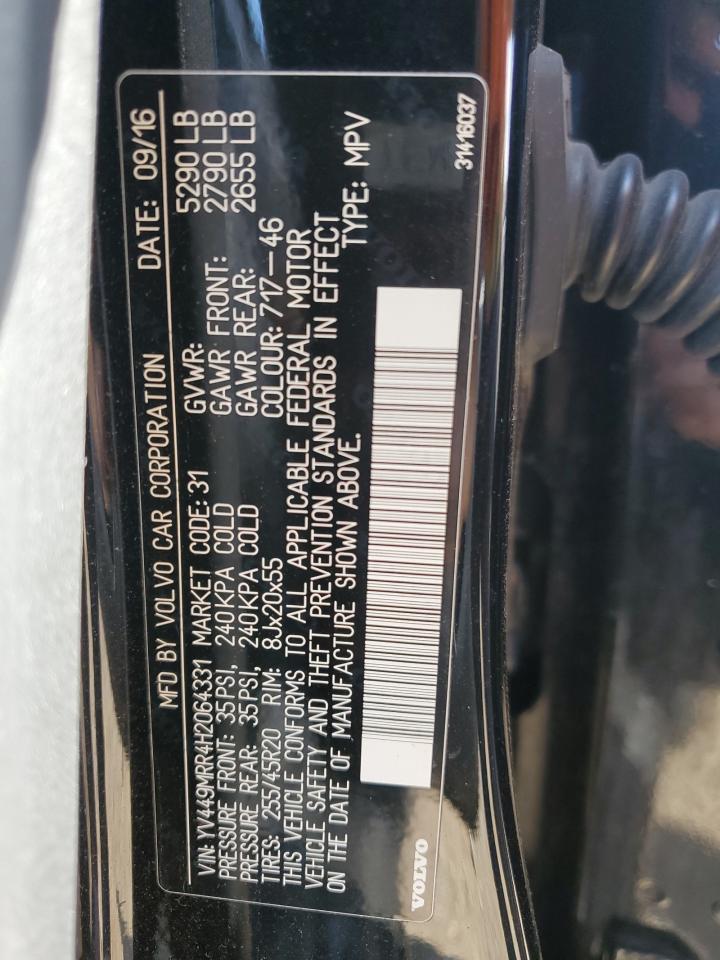 MFD BY VOLVO CAR CORPORATION DATE: 09/16
VIN: YV449MRR4H2064331 MARKET CODE: 31 GVWR: 5290 LB
PRESSURE FRONT: 35PSI, 240KPA COLD GAWR FRONT: 2790 LB
PRESSURE REAR: 35PSI, 240KPA COLD GAWR REAR: 2655 LB
TIRES: 255/45R20 RIM: 8Jx20x55 COLOUR: 717-46
THIS VEHICLE CONFORMS TO ALL APPLICABLE FEDERAL MOTOR
VEHICLE SAFETY AND THEFT PREVENTION STANDARDS IN EFFECT
ON THE DATE OF MANUFACTURE SHOWN ABOVE. TYPE: MPV
VOLVO 31416037